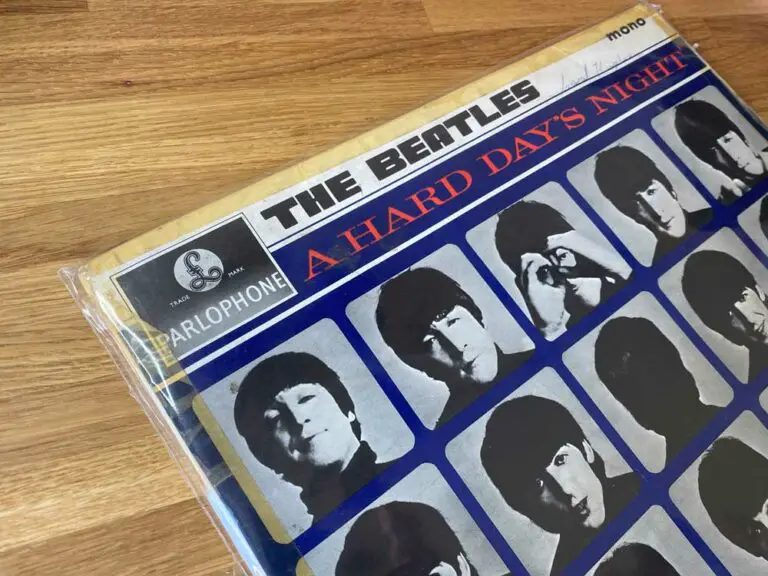 mono
THE BEATLES
A HARD DAY'S NIGHT
£
TRADE MARK
PARLOPHONE